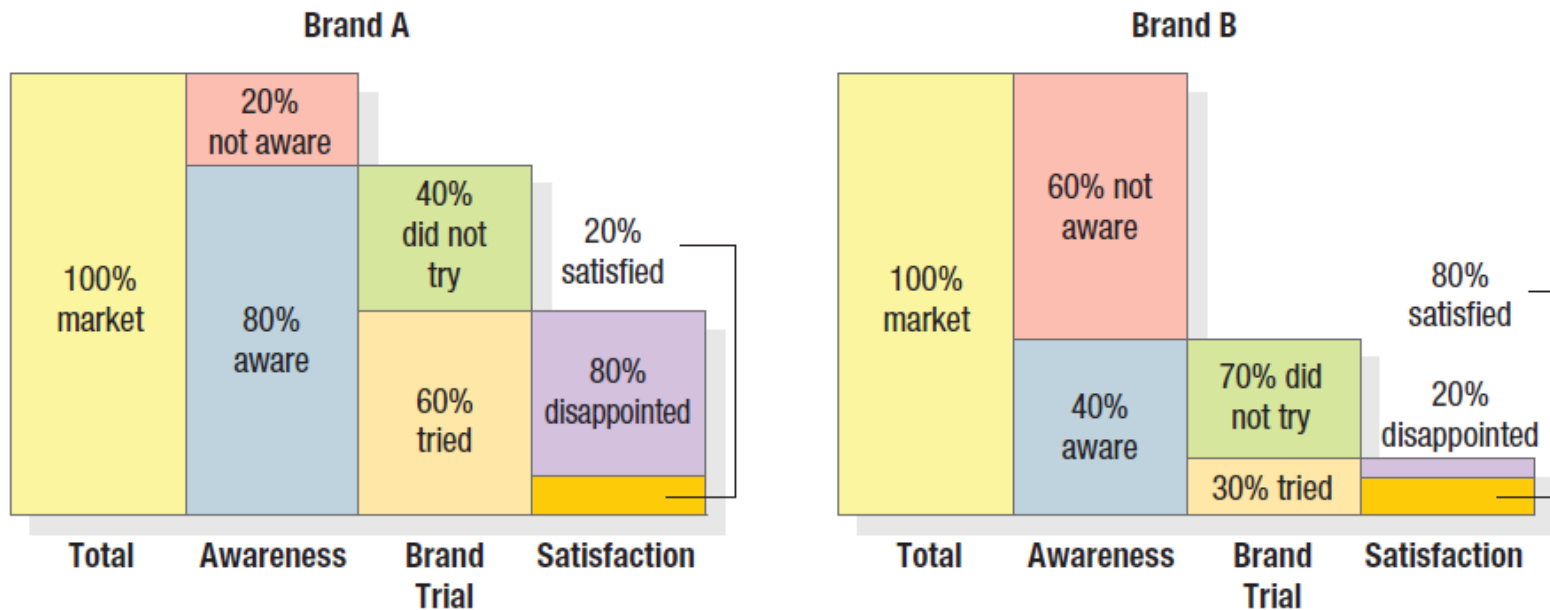 Brand A
20%
not aware
40%
did not
try
20%
satisfied
100%
market
80%
aware
80%
disappointed
60%
tried
Total
Awareness
Brand
Trial
Satisfaction
Brand B
60% not
aware
80%
satisfied
100%
market
70% did
not try
20%
disappointed
40%
aware
30% tried
Total
Awareness
Brand
Trial
Satisfaction